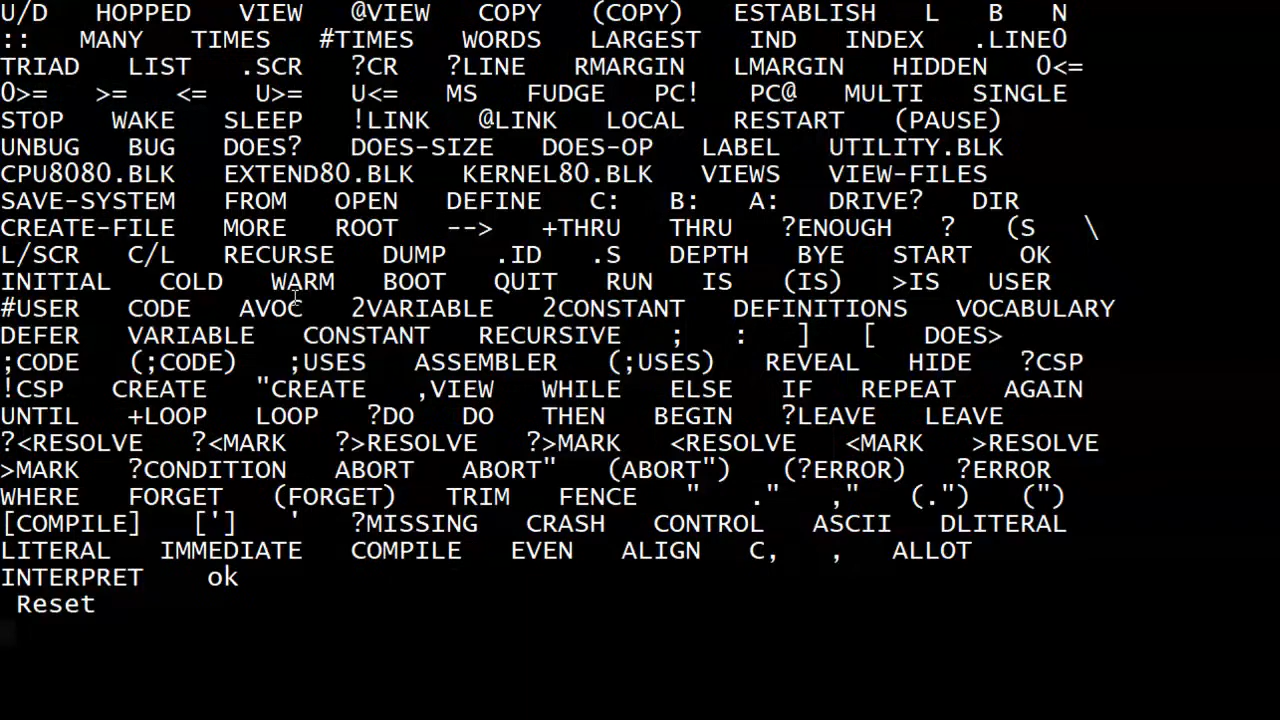 U/D HOPPED VIEW @VIEW COPY (COPY) ESTABLISH L B N
:: MANY TIMES #TIMES WORDS LARGEST IND INDEX .LINE0
TRIAD LIST .SCR ?CR ?LINE RMARGIN LMARGIN HIDDEN 0<=
0>= >= <= U>= U<= MS FUDGE PC! PC@ MULTI SINGLE
STOP WAKE SLEEP !LINK @LINK LOCAL RESTART (PAUSE)
UNBUG BUG DOES? DOES-SIZE DOES-OP LABEL UTILITY.BLK
CPU8080.BLK EXTEND80.BLK KERNEL80.BLK VIEWS VIEW-FILES
SAVE-SYSTEM FROM OPEN DEFINE C: B: A: DRIVE? DIR
CREATE-FILE MORE ROOT --> +THRU THRU ?ENOUGH ? (S \
L/SCR C/L RECURSE DUMP .ID .S DEPTH BYE START OK
INITIAL COLD WARM BOOT QUIT RUN IS (IS) >IS USER
#USER CODE AVOC 2VARIABLE 2CONSTANT DEFINITIONS VOCABULARY
DEFER VARIABLE CONSTANT RECURSIVE ; : ] [ DOES>
;CODE (;CODE) ;USES ASSEMBLER (;USES) REVEAL HIDE ?CSP
!CSP CREATE "CREATE ,VIEW WHILE ELSE IF REPEAT AGAIN
UNTIL +LOOP LOOP ?DO DO THEN BEGIN ?LEAVE LEAVE
?<RESOLVE ?<MARK ?>RESOLVE ?>MARK <RESOLVE <MARK >RESOLVE
>MARK ?CONDITION ABORT ABORT" (ABORT") (?ERROR) ?ERROR
WHERE FORGET (FORGET) TRIM FENCE " ." ," (.") (")
[COMPILE] ['] ' ?MISSING CRASH CONTROL ASCII DLITERAL
LITERAL IMMEDIATE COMPILE EVEN ALIGN C, , ALLOT
INTERPRET ok
Reset